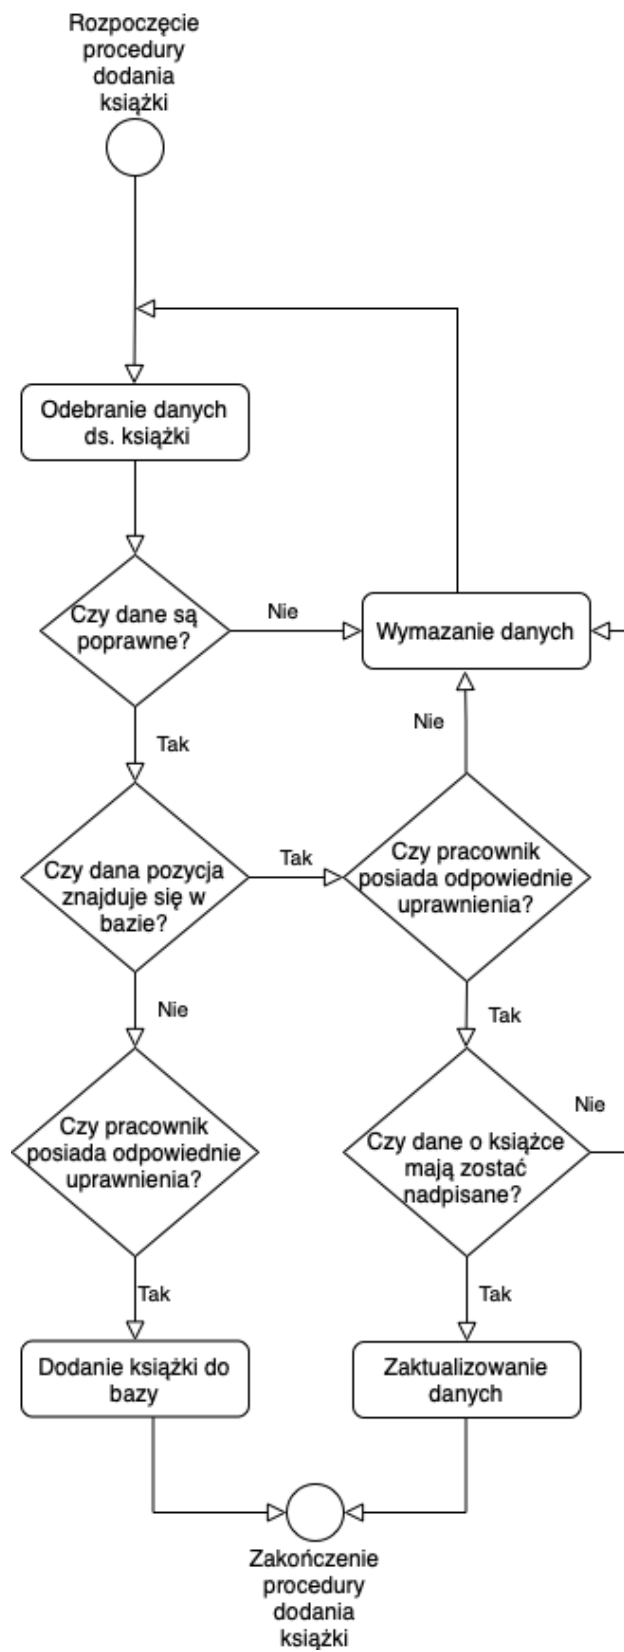 Rozpoczęcie
procedury
dodania
książki
Odebranie danych
ds. książki
Czy dane są
poprawne?
Nie
Wymazanie danych
Tak
Nie
Czy dana pozycja
znajduje się w
bazie?
Tak
Czy pracownik
posiada odpowiednie
uprawnienia?
Nie
Tak
Czy pracownik
posiada odpowiednie
uprawnienia?
Czy dane o książce
mają zostać
nadpisane?
Nie
Tak
Tak
Dodanie książki do
bazy
Zaktualizowanie
danych
Zakończenie
procedury
dodania
książki